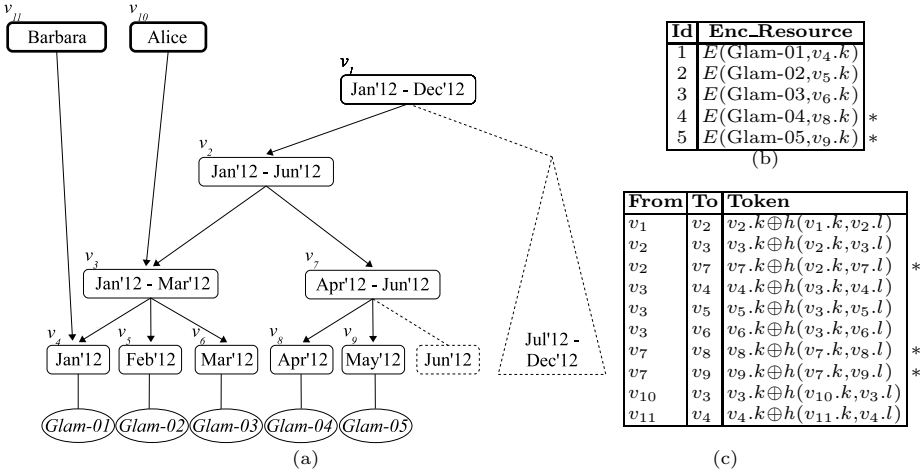 v11
v10
Barbara
Alice
v1
Jan'12 - Dec'12
v2
Jan'12 - Jun'12
v3
Jan'12 - Mar'12
v7
Apr'12 - Jun'12
v4
v5
v6
v8
v9
Jan'12
Feb'12
Mar'12
Apr'12
May'12
Jun'12
Jul'12 -
Dec'12
Glam-01
Glam-02
Glam-03
Glam-04
Glam-05
(a)
Id Enc_Resource
1 E(Glam-01,v4.k)
2 E(Glam-02,v5.k)
3 E(Glam-03,v6.k)
4 E(Glam-04,v8.k) *
5 E(Glam-05,v9.k) *
(b)
From To Token
v1 v2 v2.k⊕h(v1.k,v2.l)
v2 v3 v3.k⊕h(v2.k,v3.l)
v2 v7 v7.k⊕h(v2.k,v7.l) *
v3 v4 v4.k⊕h(v3.k,v4.l)
v3 v5 v5.k⊕h(v3.k,v5.l)
v3 v6 v6.k⊕h(v3.k,v6.l)
v7 v8 v8.k⊕h(v7.k,v8.l) *
v7 v9 v9.k⊕h(v7.k,v9.l) *
v10 v3 v3.k⊕h(v10.k,v3.l)
v11 v4 v4.k⊕h(v11.k,v4.l)
(c)